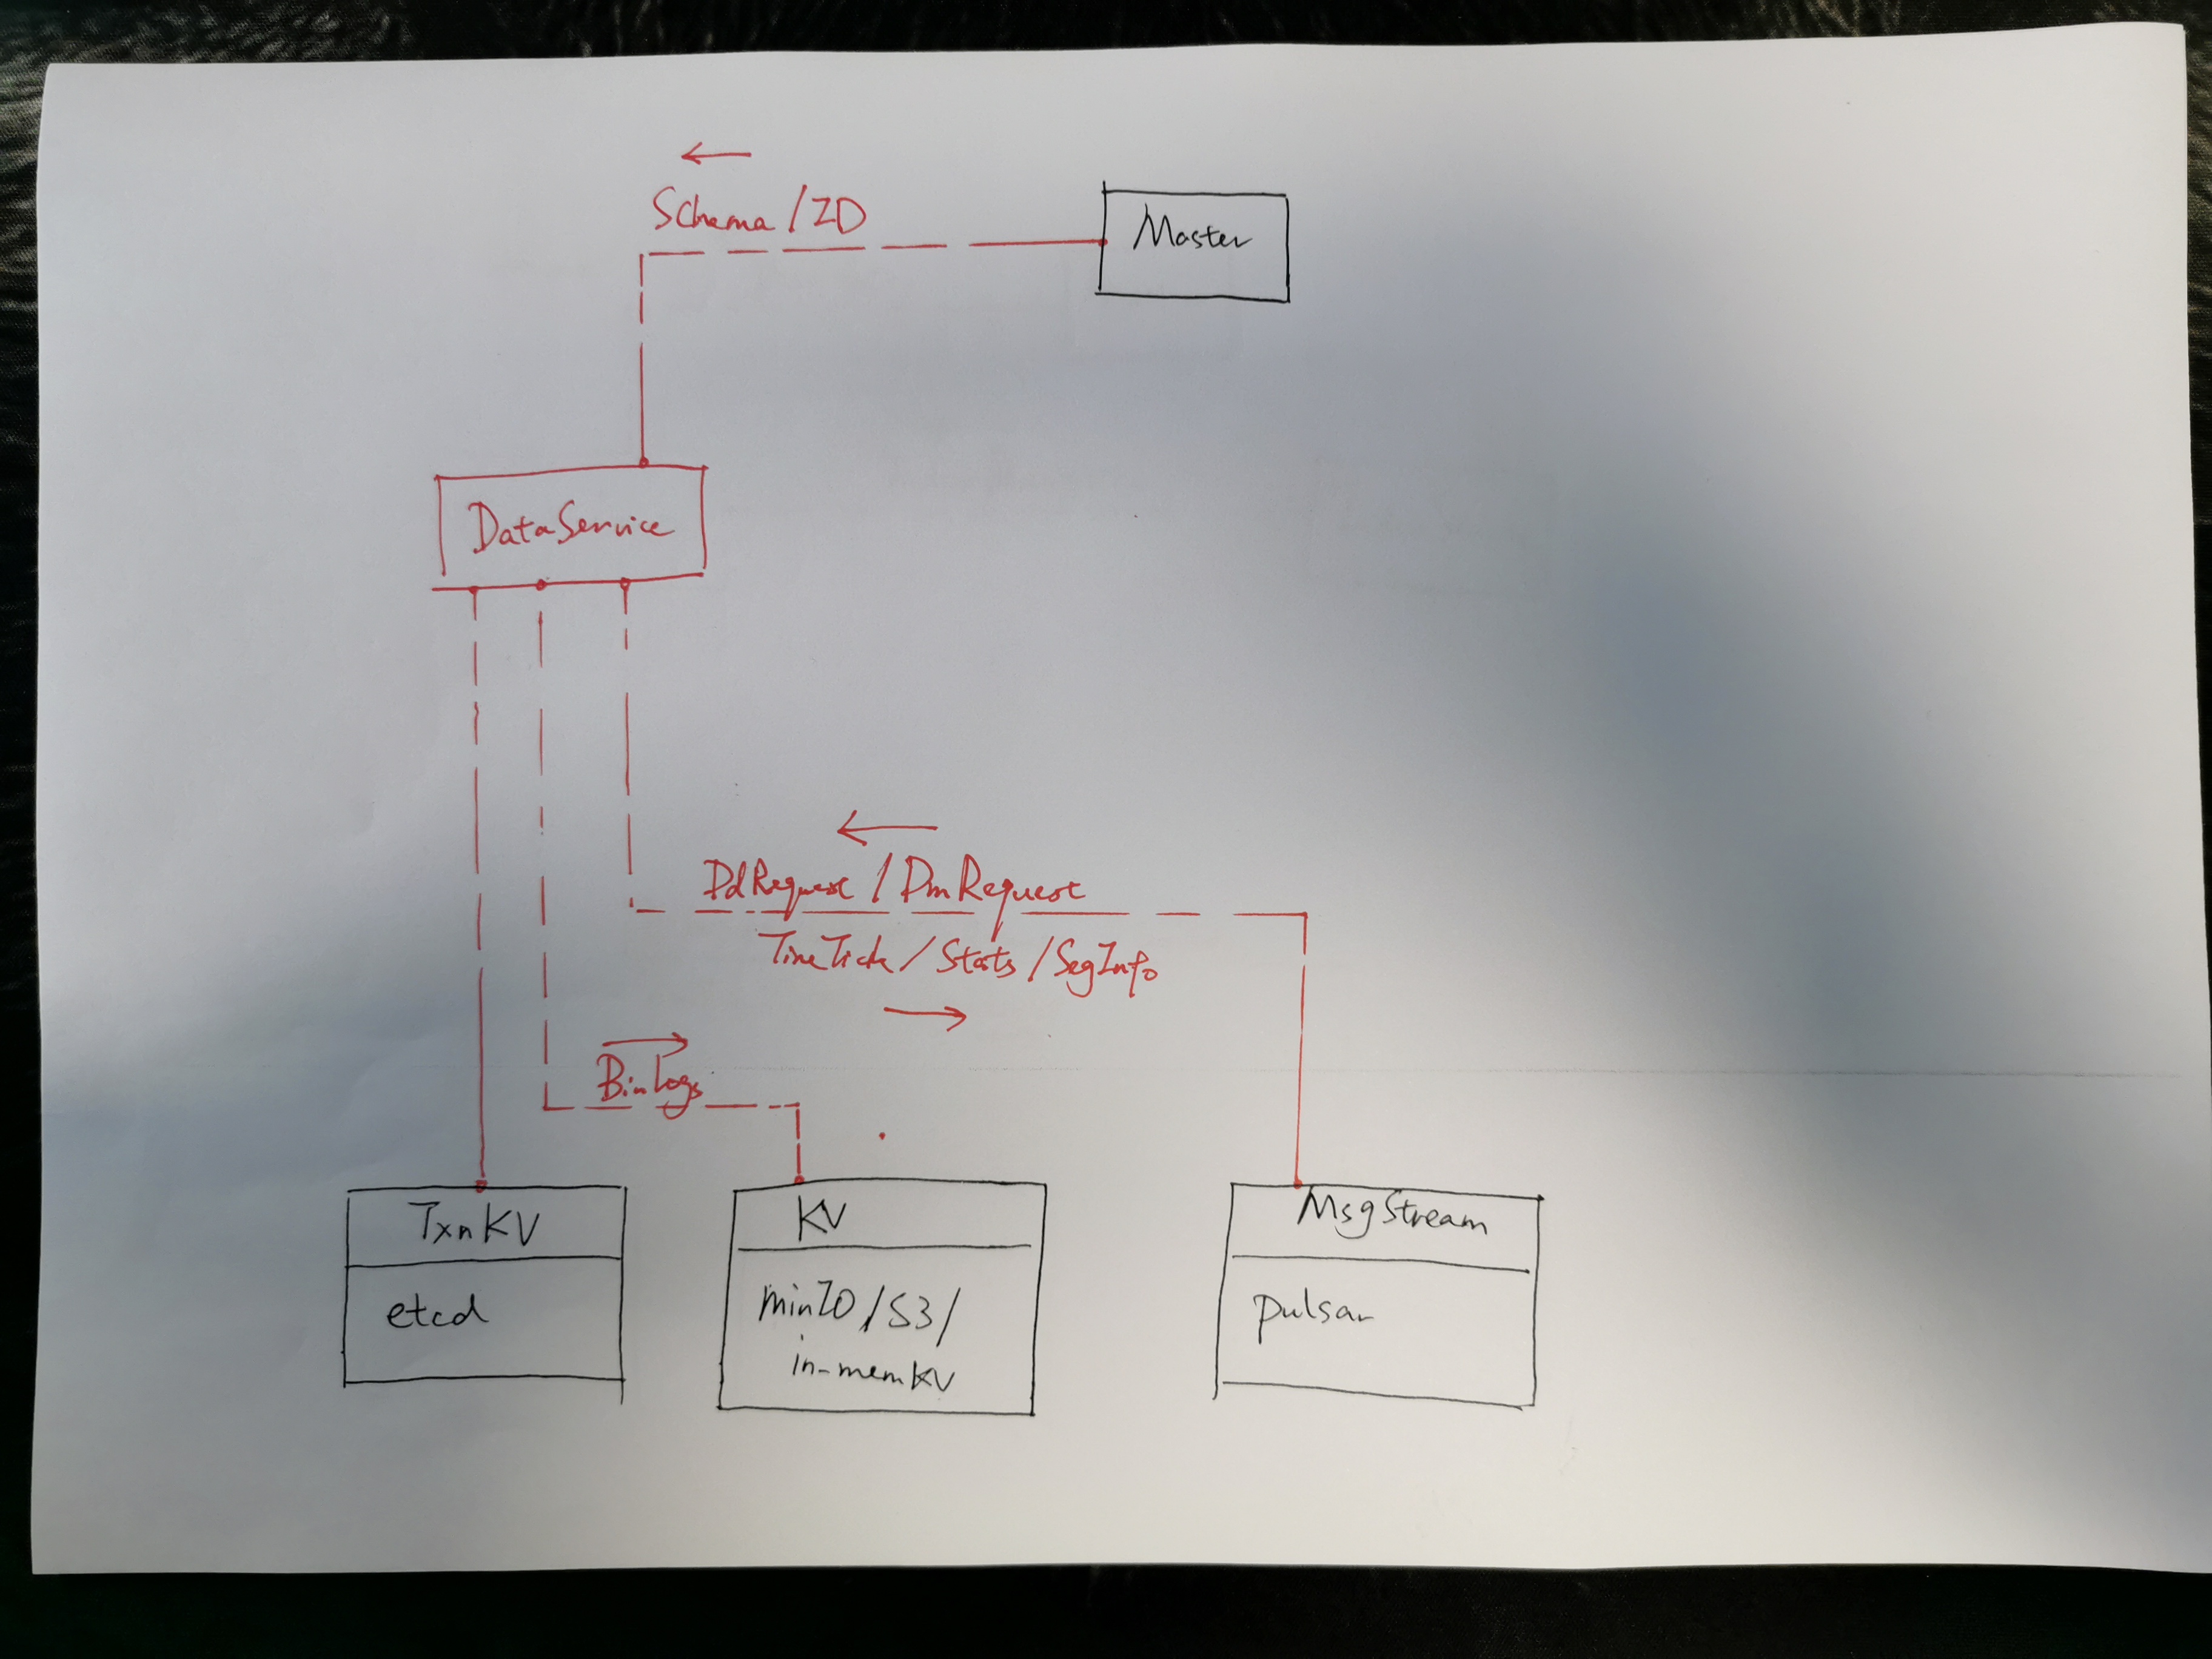 Schema/ID
Master
DataService
DdRequest/DmRequest
TimeTick/Stats/SegInfo
Binlogs
TxnKV
etcd
KV
minIO/S3/
in-memKV
MsgStream
pulsar